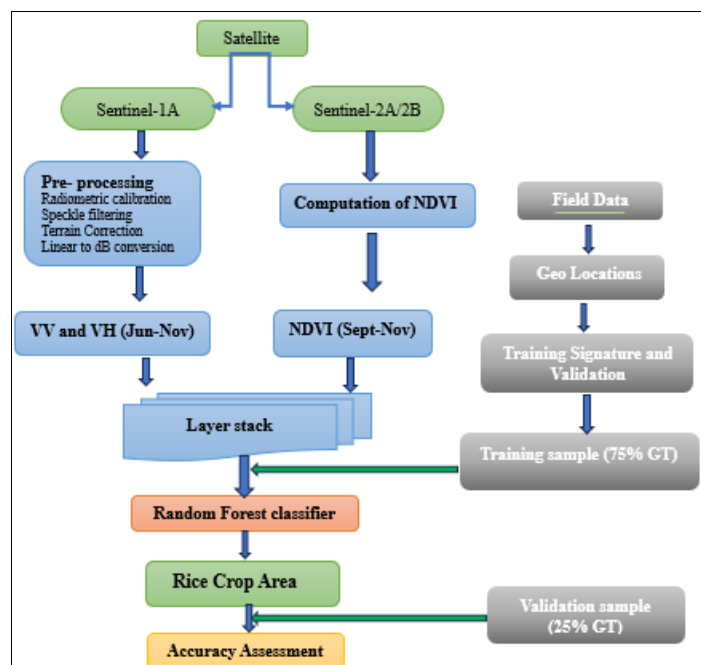 Satellite
Sentinel-1A
Sentinel-2A/2B
Pre- processing
Radiometric calibration
Speckle filtering
Terrain Correction
Linear to dB conversion
Computation of NDVI
Field Data
Geo Locations
VV and VH (Jun-Nov)
NDVI (Sept-Nov)
Training Signature and
Validation
Layer stack
Training sample (75% GT)
Random Forest classifier
Rice Crop Area
Validation sample
(25% GT)
Accuracy Assessment